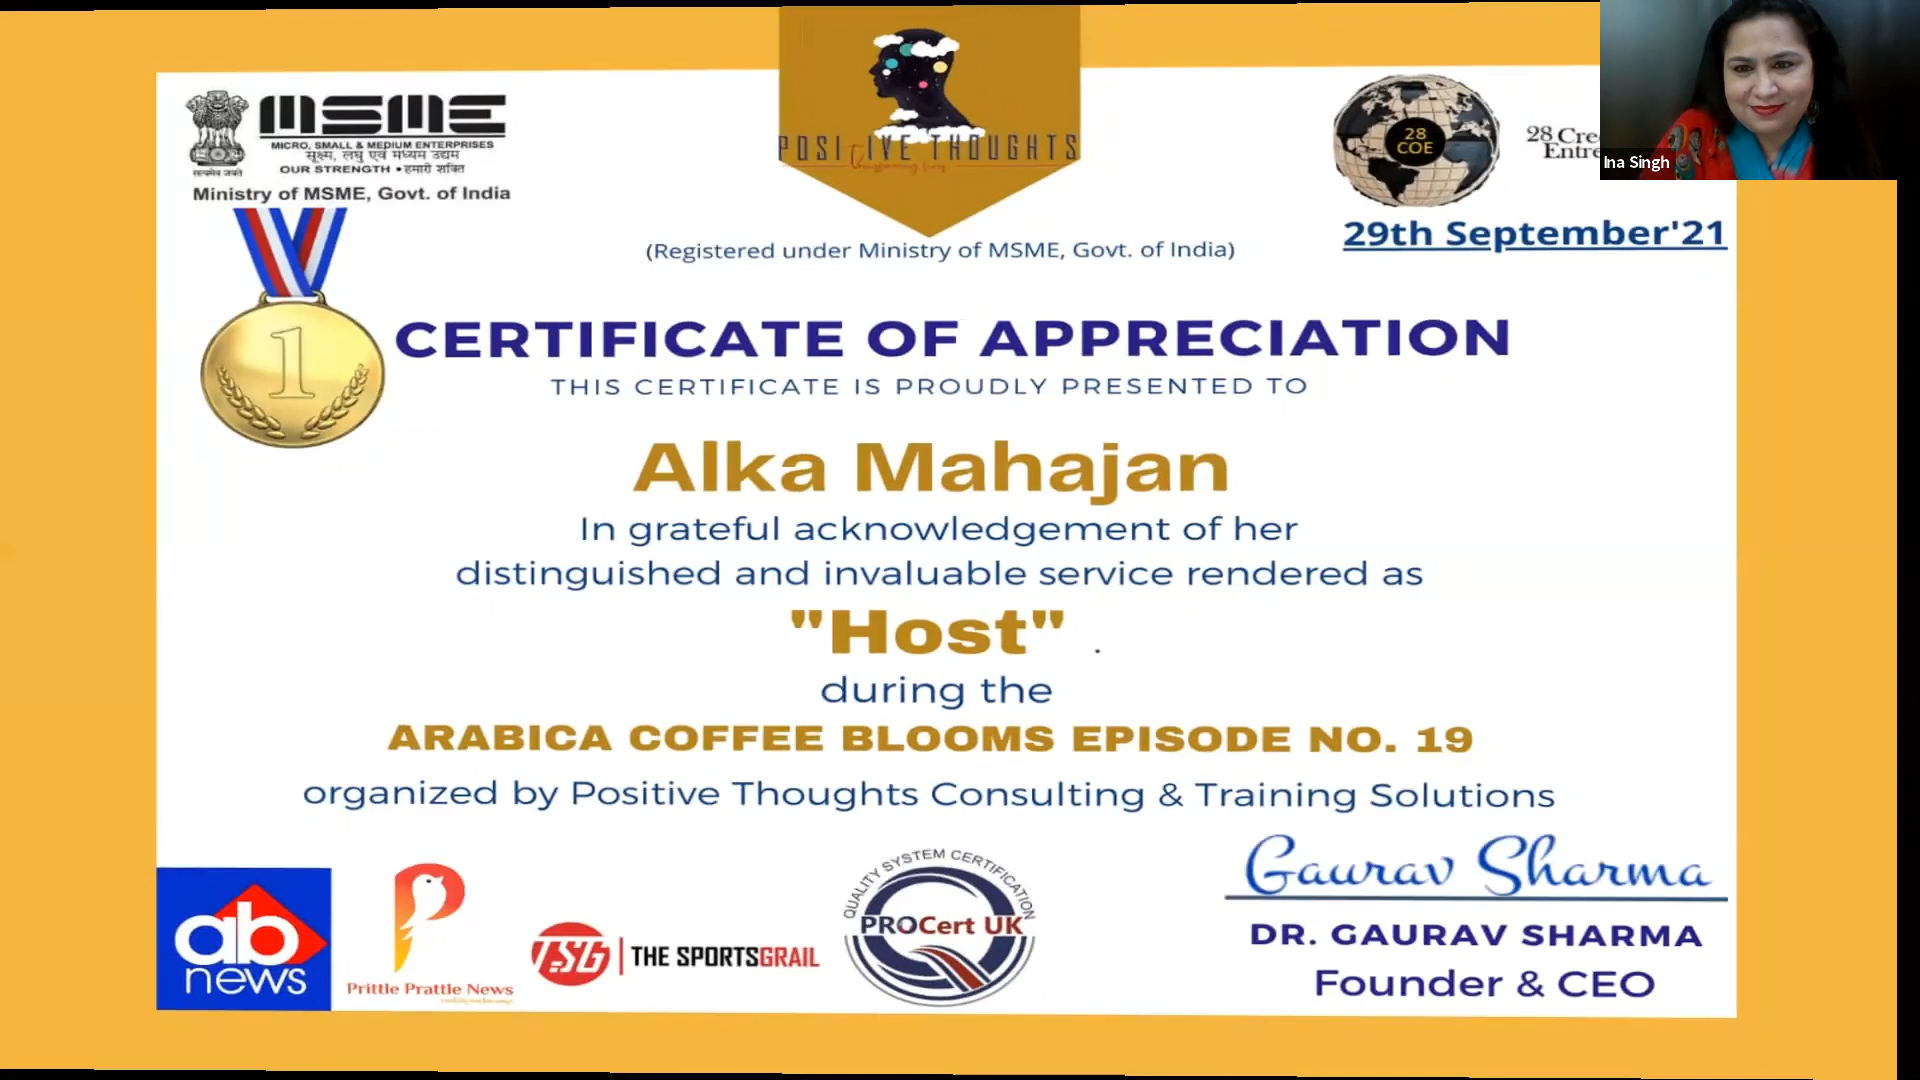 MSME
MICRO, SMALL & MEDIUM ENTERPRISES
सूक्ष्म, लघु एवं मध्यम उद्यम
OUR STRENGTH • हमारी शक्ति
सत्यमेव जयते
Ministry of MSME, Govt. of India
POSITIVE THOUGHTS
28
COE
28 Cre
Entre
Ina Singh
29th September'21
(Registered under Ministry of MSME, Govt. of India)
1
CERTIFICATE OF APPRECIATION
THIS CERTIFICATE IS PROUDLY PRESENTED TO
Alka Mahajan
In grateful acknowledgement of her
distinguished and invaluable service rendered as
"Host" .
during the
ARABICA COFFEE BLOOMS EPISODE NO. 19
organized by Positive Thoughts Consulting & Training Solutions
ab
news
Prittle Prattle News
TSG THE SPORTSGRAIL
QUALITY SYSTEM CERTIFICATION
PROCert UK
Gaurav Sharma
DR. GAURAV SHARMA
Founder & CEO